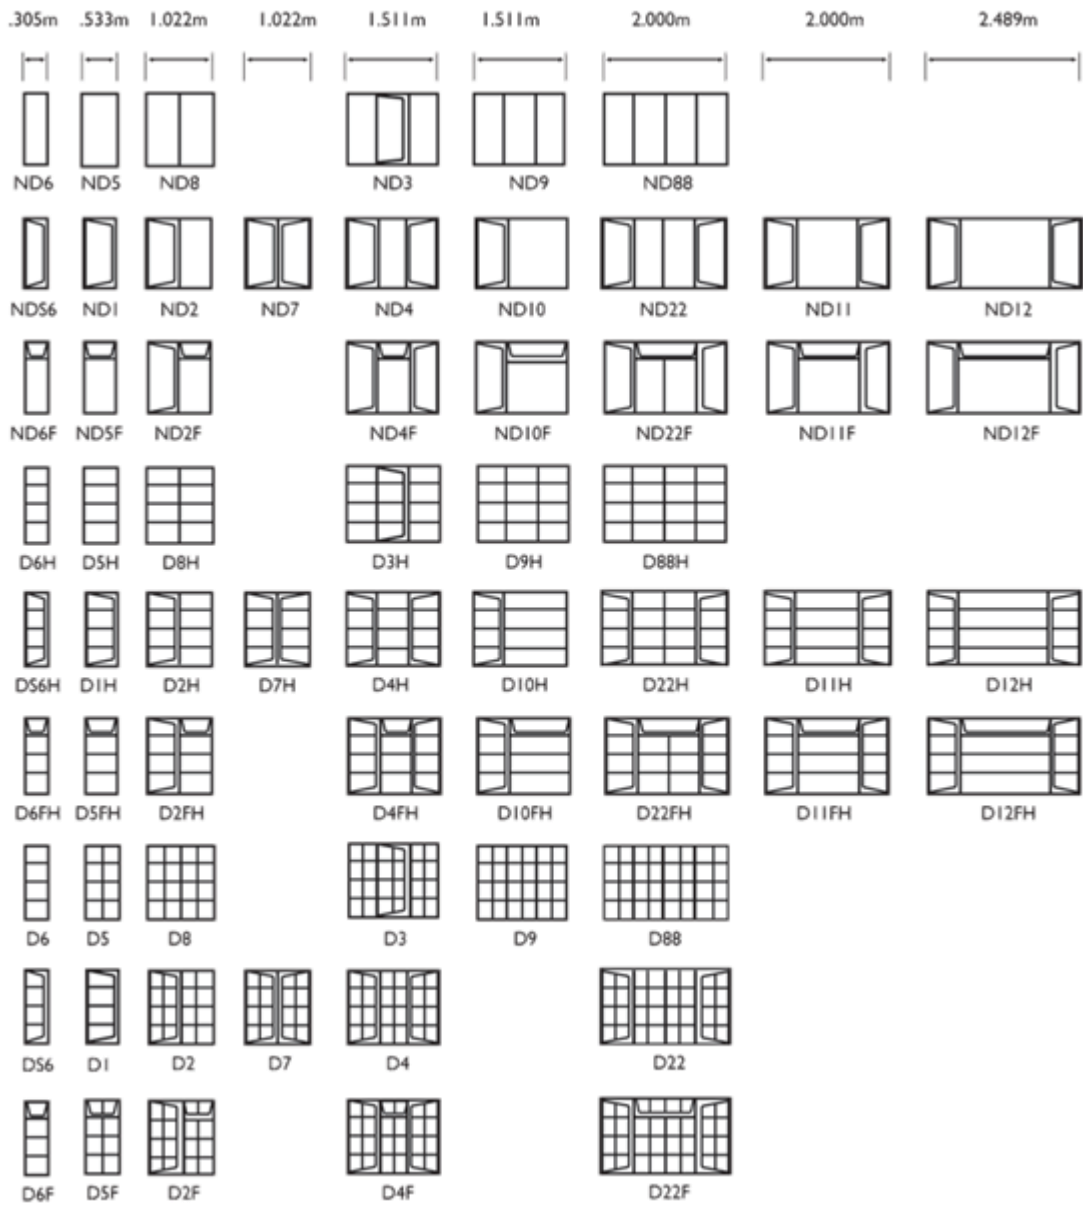 .305m .533m 1.022m 1.022m 1.511m 1.511m 2.000m 2.000m 2.489m
ND6 ND5 ND8 ND3 ND9 ND88
NDS6 ND1 ND2 ND7 ND4 ND10 ND22 ND11 ND12
ND6F ND5F ND2F ND4F ND10F ND22F ND11F ND12F
D6H D5H D8H D3H D9H D88H
DS6H D1H D2H D7H D4H D10H D22H D11H D12H
D6FH D5FH D2FH D4FH D10FH D22FH D11FH D12FH
D6 D5 D8 D3 D9 D88
DS6 D1 D2 D7 D4 D22
D6F D5F D2F D4F D22F